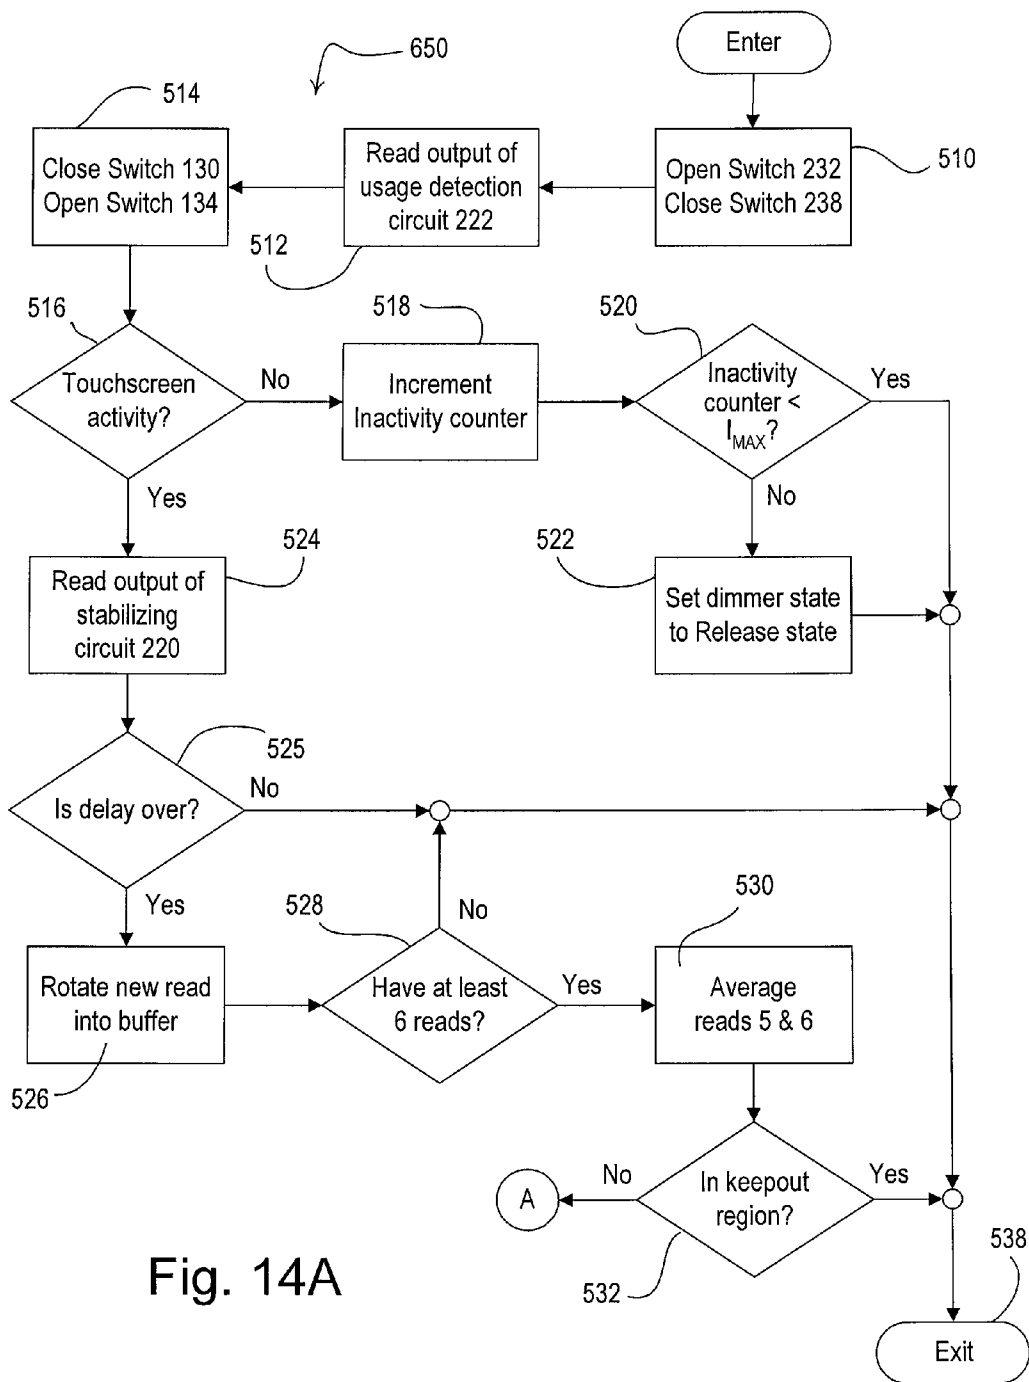 650
Enter
514
Close Switch 130
Open Switch 134
Read output of
usage detection
circuit 222
Open Switch 232
Close Switch 238
510
512
516
Touchscreen
activity?
No
Yes
518
Increment
Inactivity counter
520
Inactivity
counter <
IMAX?
Yes
No
524
Read output of
stabilizing
circuit 220
522
Set dimmer state
to Release state
525
Is delay over?
No
Yes
Rotate new read
into buffer
526
528
Have at least
6 reads?
No
Yes
530
Average
reads 5 & 6
In keepout
region?
No
Yes
A
532
538
Exit
Fig. 14A